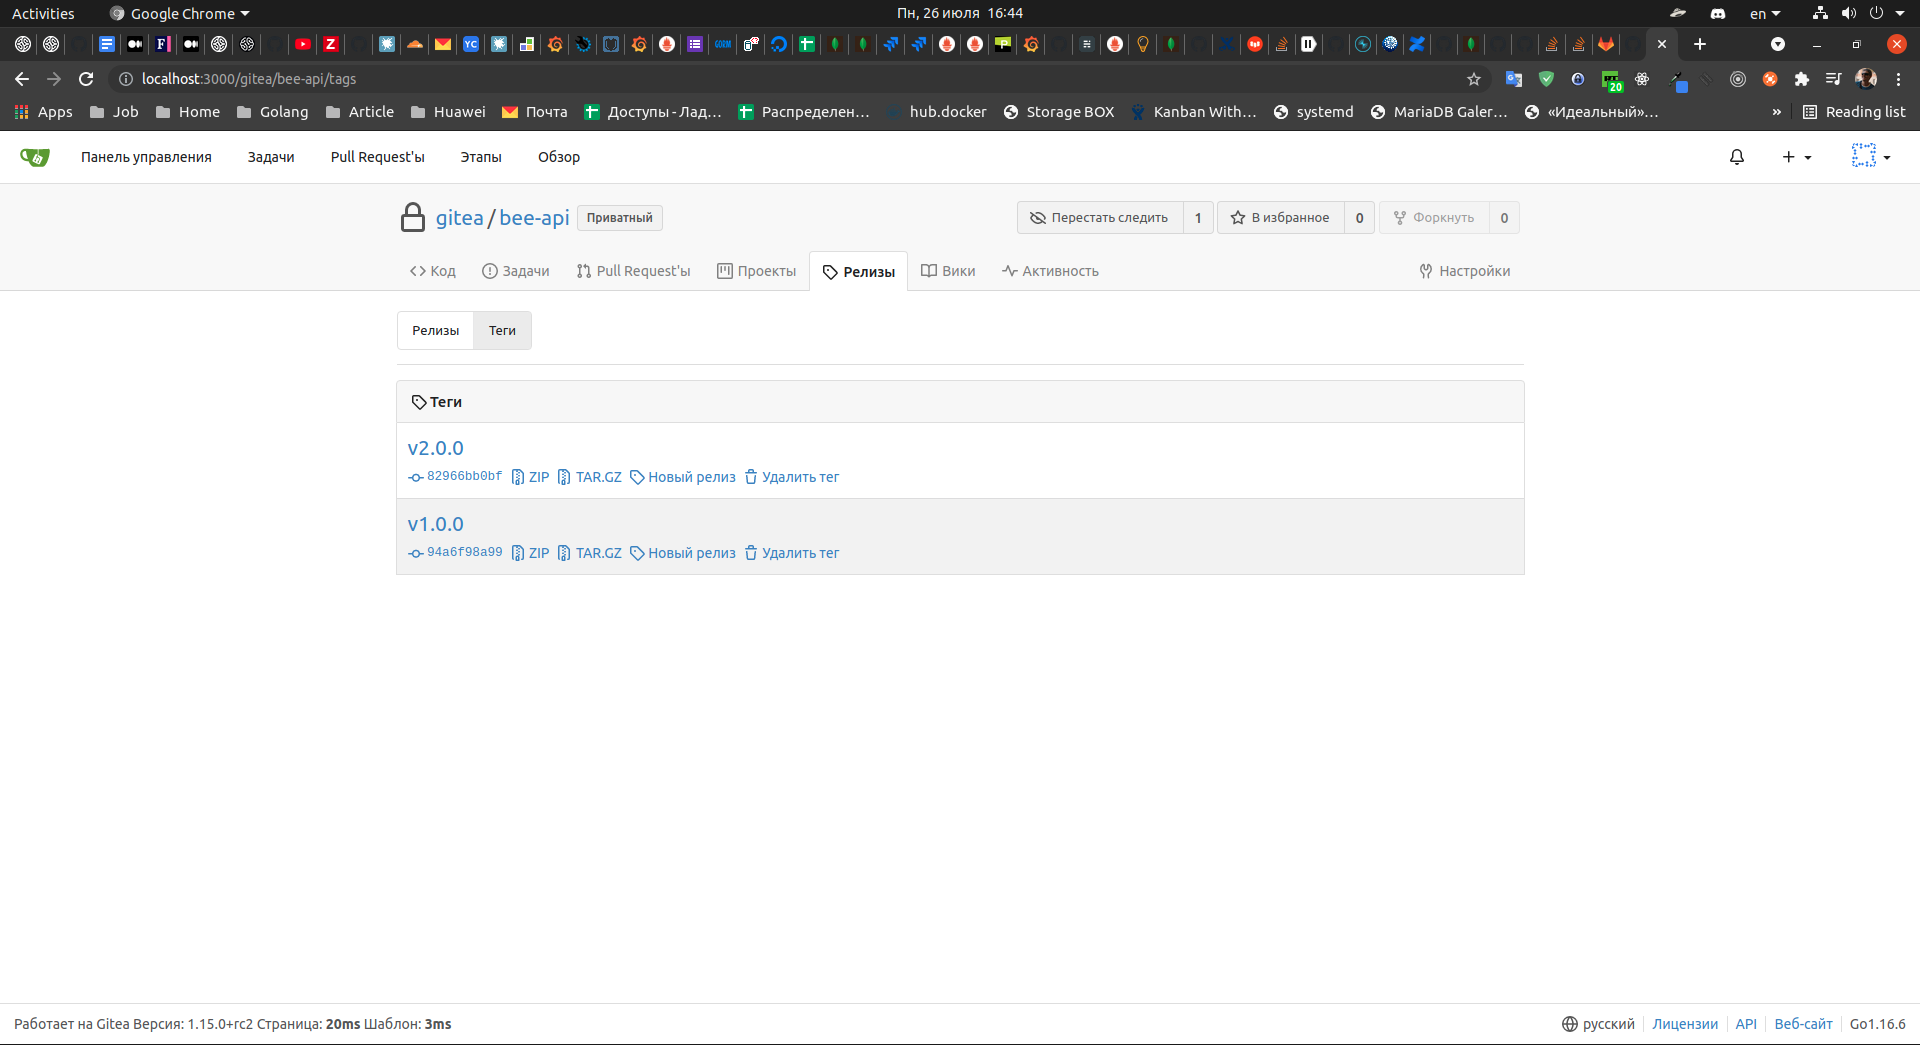 Activities Google Chrome Пн, 26 июля 16:44 en
localhost:3000/gitea/bee-api/tags 20
Apps Job Home Golang Article Huawei Почта Доступы - Лад... Распределен... hub.docker Storage BOX Kanban With... systemd MariaDB Galer... «Идеальный»... » Reading list
Панель управления Задачи Pull Request'ы Этапы Обзор
gitea / bee-api Приватный Перестать следить 1 В избранное 0 Форкнуть 0
Код Задачи Pull Request'ы Проекты Релизы Вики Активность Настройки
Релизы Теги
Теги
v2.0.0
82966bb0bf ZIP TAR.GZ Новый релиз Удалить тег
v1.0.0
94a6f98a99 ZIP TAR.GZ Новый релиз Удалить тег
Работает на Gitea Версия: 1.15.0+rc2 Страница: 20ms Шаблон: 3ms русский Лицензии API Веб-сайт Go1.16.6